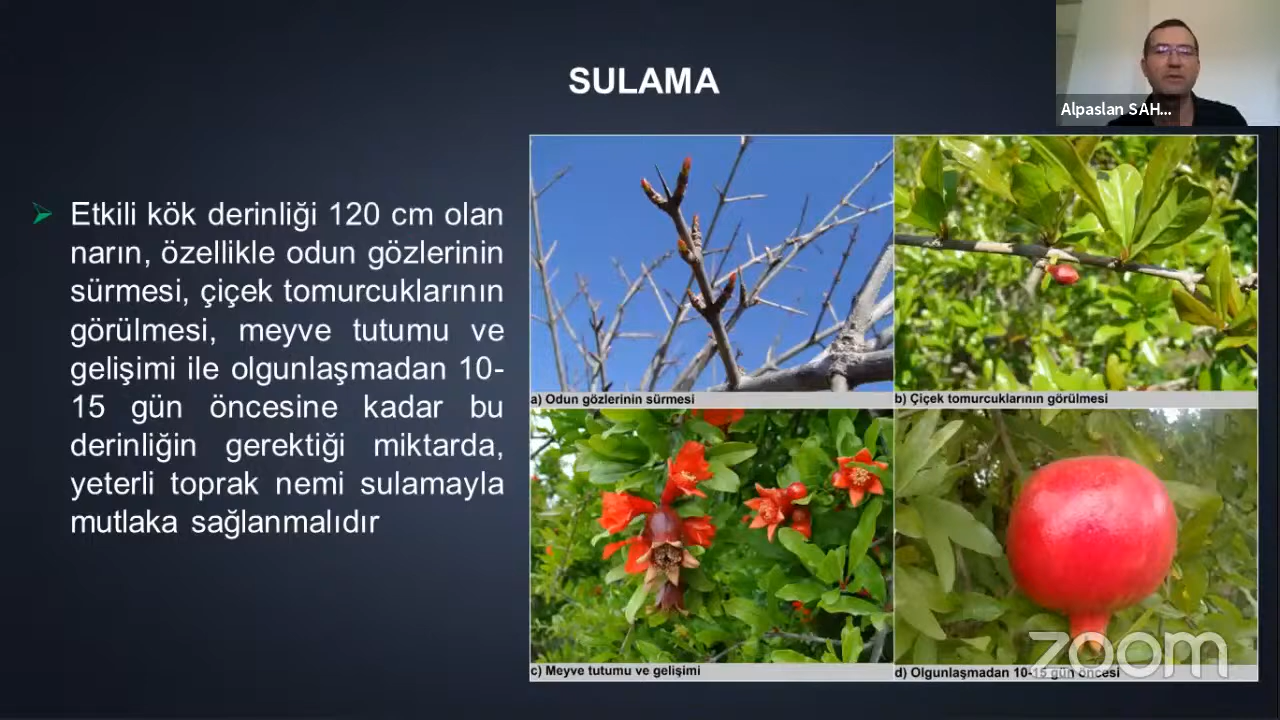 SULAMA
Alpaslan SAH...
Etkili kök derinliği 120 cm olan
narın, özellikle odun gözlerinin
sürmesi, çiçek tomurcuklarının
görülmesi, meyve tutumu ve
gelişimi ile olgunlaşmadan 10-
15 gün öncesine kadar bu
derinliğin gerektiği miktarda,
yeterli toprak nemi sulamayla
mutlaka sağlanmalıdır
a) Odun gözlerinin sürmesi
b) Çiçek tomurcuklarının görülmesi
c) Meyve tutumu ve gelişimi
d) Olgunlaşmadan 10-15 gün öncesi
zoom